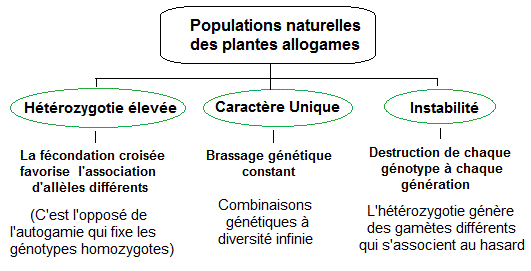 Populations naturelles
des plantes allogames
Hétérozygotie élevée
La fécondation croisée
favorise l'association
d'allèles différents
(C'est l'opposé de
l'autogamie qui fixe les
génotypes homozygotes)
Caractère Unique
Brassage génétique
constant
Combinaisons
génétiques à
diversité infinie
Instabilité
Destruction de chaque
génotype à chaque
génération
L'hétérozygotie génère
des gamètes différents
qui s'associent au hasard